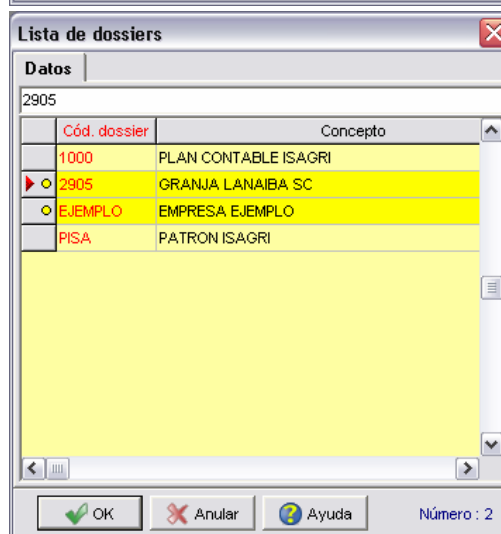 Lista de dossiers
Datos
2905
Cód. dossier Concepto
1000 PLAN CONTABLE ISAGRI
2905 GRANJA LANAIBA SC
EJEMPLO EMPRESA EJEMPLO
PISA PATRON ISAGRI
OK Anular Ayuda Número : 2